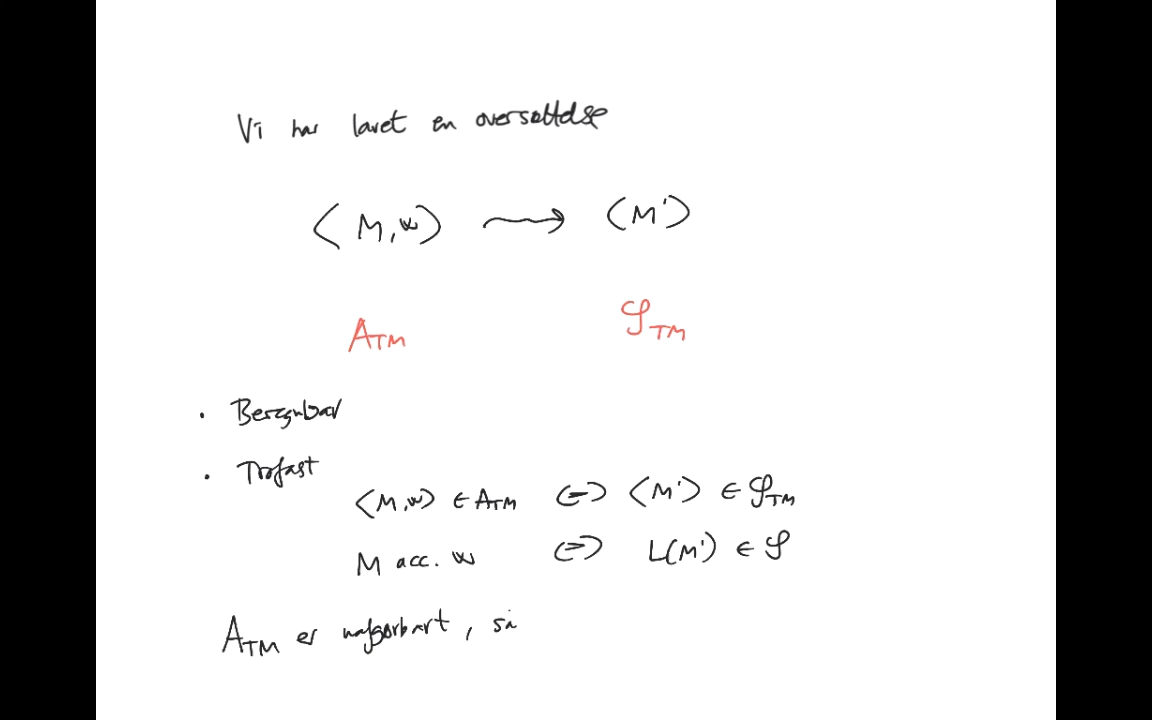 Vi har lavet en oversættelse
⟨M,w⟩ ⟿ ⟨M'⟩
A_TM 𝒮_TM
• Beregnbar
• Trofast
⟨M,w⟩ ∈ A_TM ⇔ ⟨M'⟩ ∈ 𝒮_TM
M acc. w ⇔ L(M') ∈ 𝒮
A_TM er uafgørbart, så